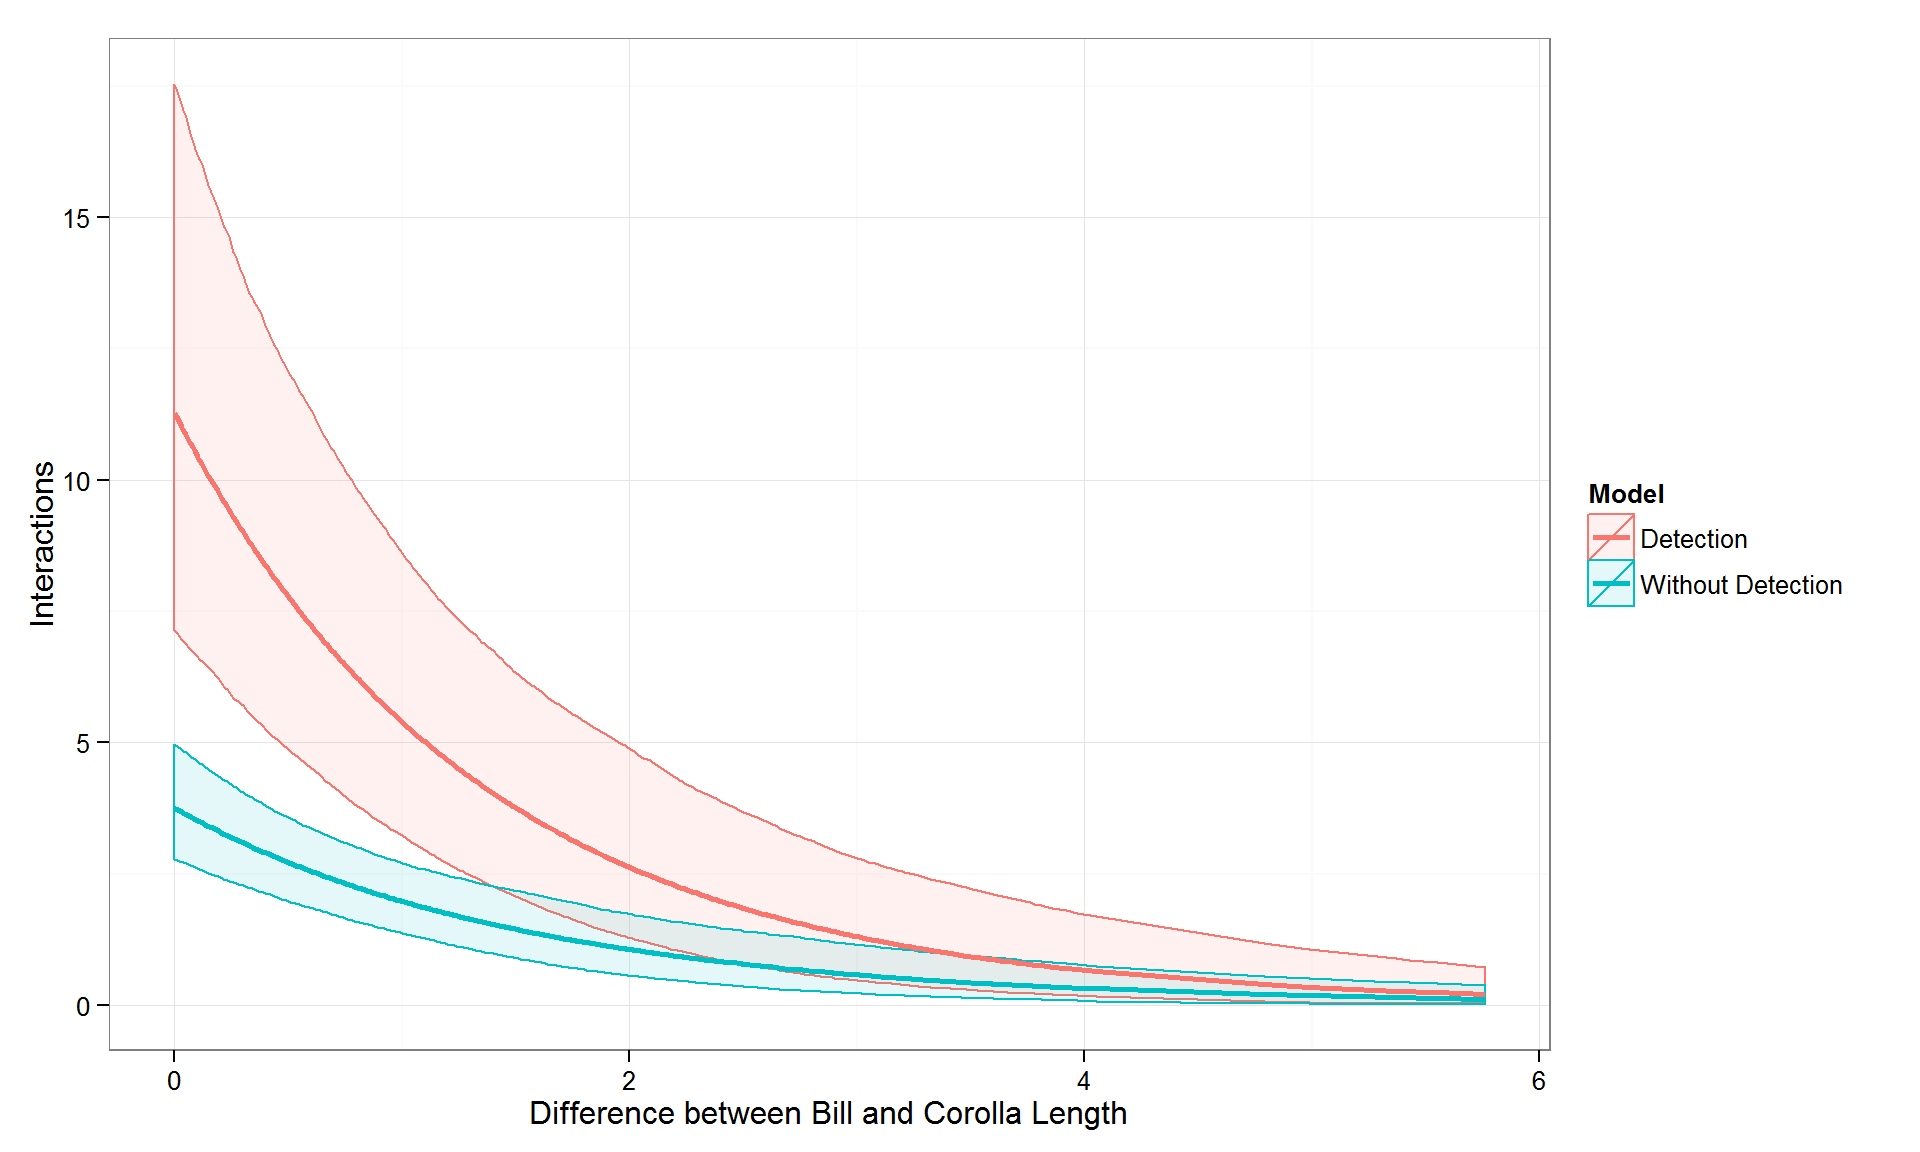 15
10
5
0
Interactions
0 2 4 6
Difference between Bill and Corolla Length
Model
Detection
Without Detection